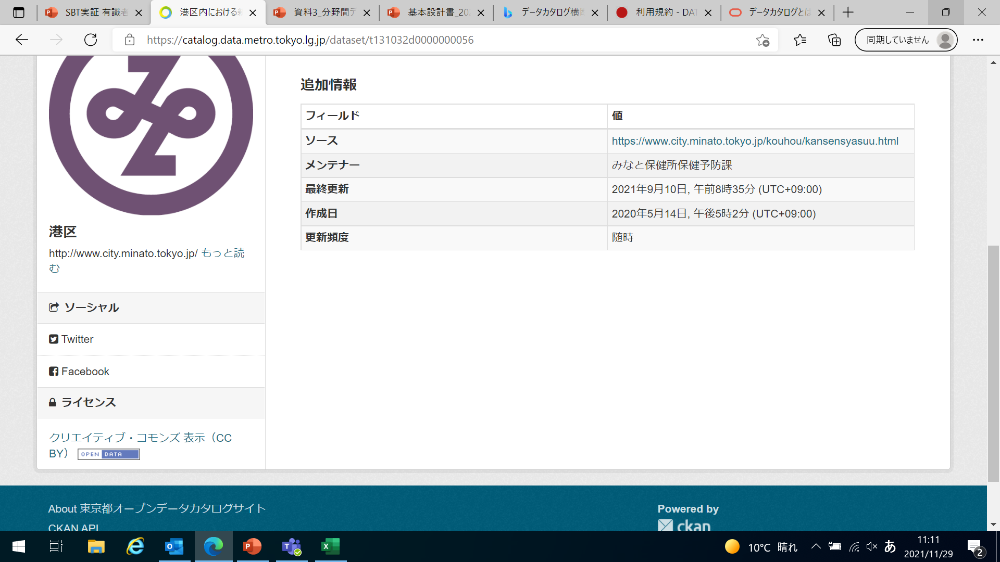 SBT実証 有識者
港区内における新
資料3_分野間デ
基本設計書_20
データカタログ横断
利用規約 - DAT
データカタログとは
https://catalog.data.metro.tokyo.lg.jp/dataset/t131032d0000000056
同期していません
追加情報
フィールド 値
ソース https://www.city.minato.tokyo.jp/kouhou/kansensyasuu.html
メンテナー みなと保健所保健予防課
最終更新 2021年9月10日, 午前8時35分 (UTC+09:00)
作成日 2020年5月14日, 午後5時2分 (UTC+09:00)
更新頻度 随時
港区
http://www.city.minato.tokyo.jp/ もっと読
む
ソーシャル
Twitter
Facebook
ライセンス
クリエイティブ・コモンズ 表示（CC
BY） OPEN DATA
About 東京都オープンデータカタログサイト
CKAN API
Powered by
ckan
10°C 晴れ
あ
11:11
2021/11/29
2